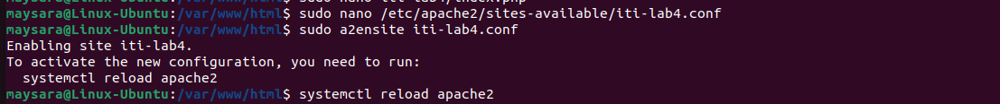 maysara@Linux-Ubuntu:/var/www/html$ sudo nano /etc/apache2/sites-available/iti-lab4.conf
maysara@Linux-Ubuntu:/var/www/html$ sudo a2ensite iti-lab4.conf
Enabling site iti-lab4.
To activate the new configuration, you need to run:
  systemctl reload apache2
maysara@Linux-Ubuntu:/var/www/html$ systemctl reload apache2